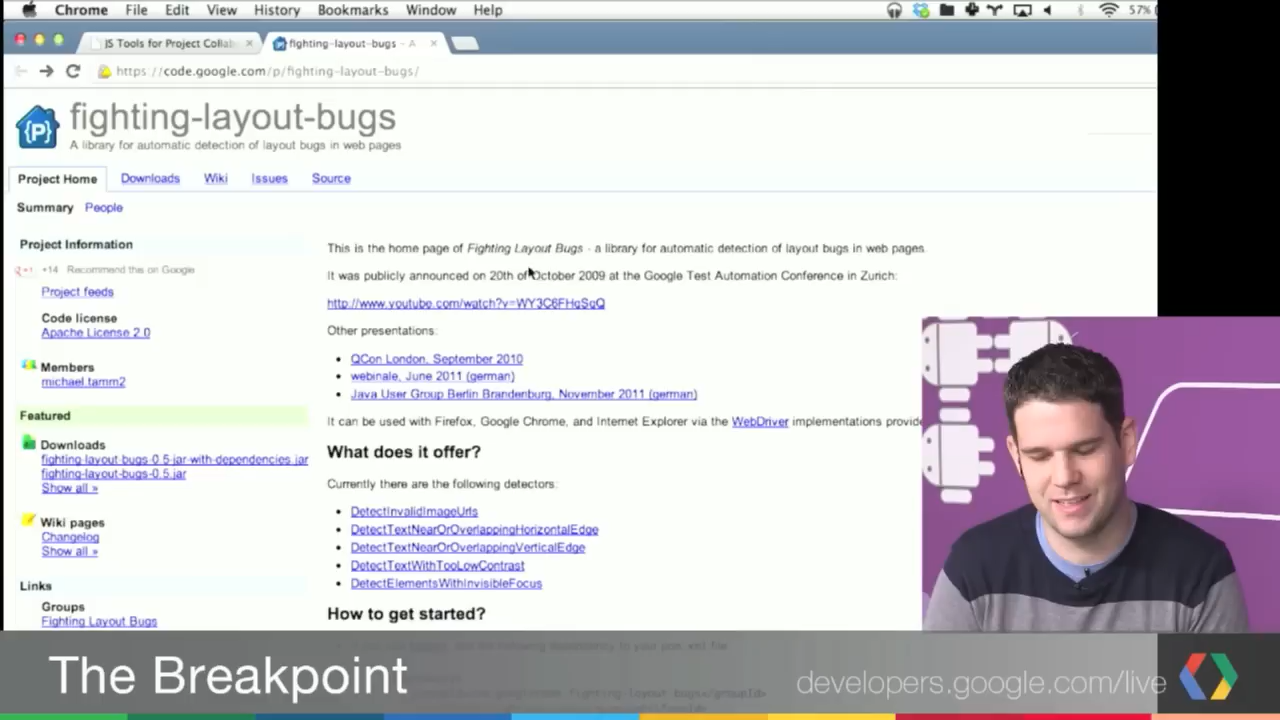 Chrome File Edit View History Bookmarks Window Help 57%
JS Tools for Project Collab
fighting-layout-bugs - A
https://code.google.com/p/fighting-layout-bugs/
{P}
fighting-layout-bugs
A library for automatic detection of layout bugs in web pages
Project Home Downloads Wiki Issues Source
Summary People
Project Information
+1 +14 Recommend this on Google
Project feeds
Code license
Apache License 2.0
Members
michael.tamm2
Featured
Downloads
fighting-layout-bugs-0.5-jar-with-dependencies.jar
fighting-layout-bugs-0.5.jar
Show all »
Wiki pages
Changelog
Show all »
Links
Groups
Fighting Layout Bugs
This is the home page of Fighting Layout Bugs - a library for automatic detection of layout bugs in web pages.
It was publicly announced on 20th of October 2009 at the Google Test Automation Conference in Zurich:
http://www.youtube.com/watch?v=WY3C6FHqSqQ
Other presentations:
QCon London, September 2010
webinale, June 2011 (german)
Java User Group Berlin Brandenburg, November 2011 (german)
It can be used with Firefox, Google Chrome, and Internet Explorer via the WebDriver implementations provide
What does it offer?
Currently there are the following detectors:
DetectInvalidImageUrls
DetectTextNearOrOverlappingHorizontalEdge
DetectTextNearOrOverlappingVerticalEdge
DetectTextWithTooLowContrast
DetectElementsWithInvisibleFocus
How to get started?
The Breakpoint
developers.google.com/live